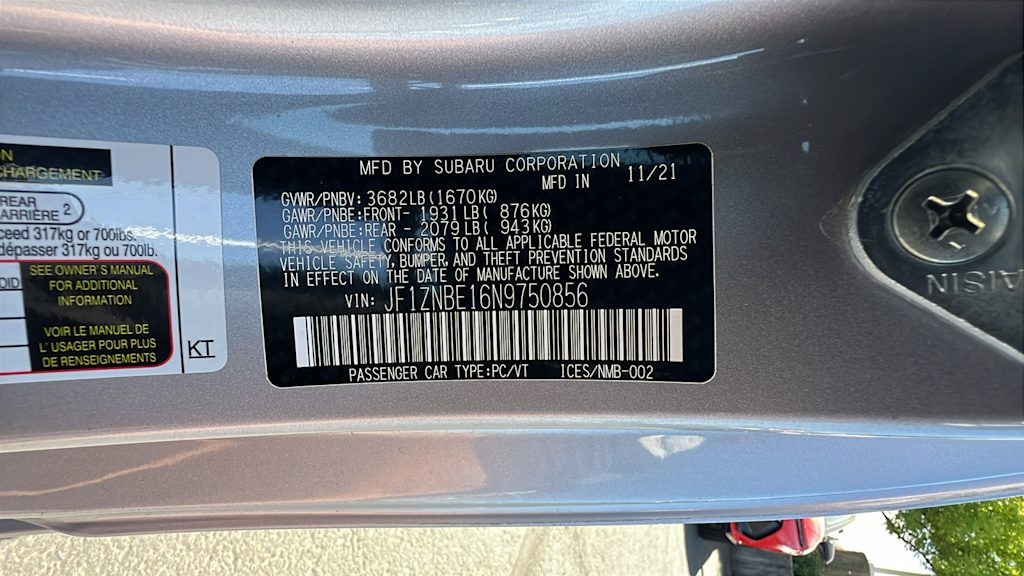 MFD BY SUBARU CORPORATION
MFD IN 11/21
GVWR/PNBV: 3682LB(1670KG)
GAWR/PNBE:FRONT- 1931LB( 876KG)
GAWR/PNBE:REAR - 2079LB( 943KG)
THIS VEHICLE CONFORMS TO ALL APPLICABLE FEDERAL MOTOR
VEHICLE SAFETY, BUMPER, AND THEFT PREVENTION STANDARDS
IN EFFECT ON THE DATE OF MANUFACTURE SHOWN ABOVE.
VIN: JF1ZNBE16N9750856
PASSENGER CAR TYPE:PC/VT ICES/NMB-002
ON
CHARGEMENT
REAR
ARRIÈRE 2
ceed 317kg or 700lbs.
dépasser 317kg ou 700lb.
OID
SEE OWNER'S MANUAL
FOR ADDITIONAL
INFORMATION
VOIR LE MANUEL DE
L' USAGER POUR PLUS
DE RENSEIGNEMENTS
KT
AISIN